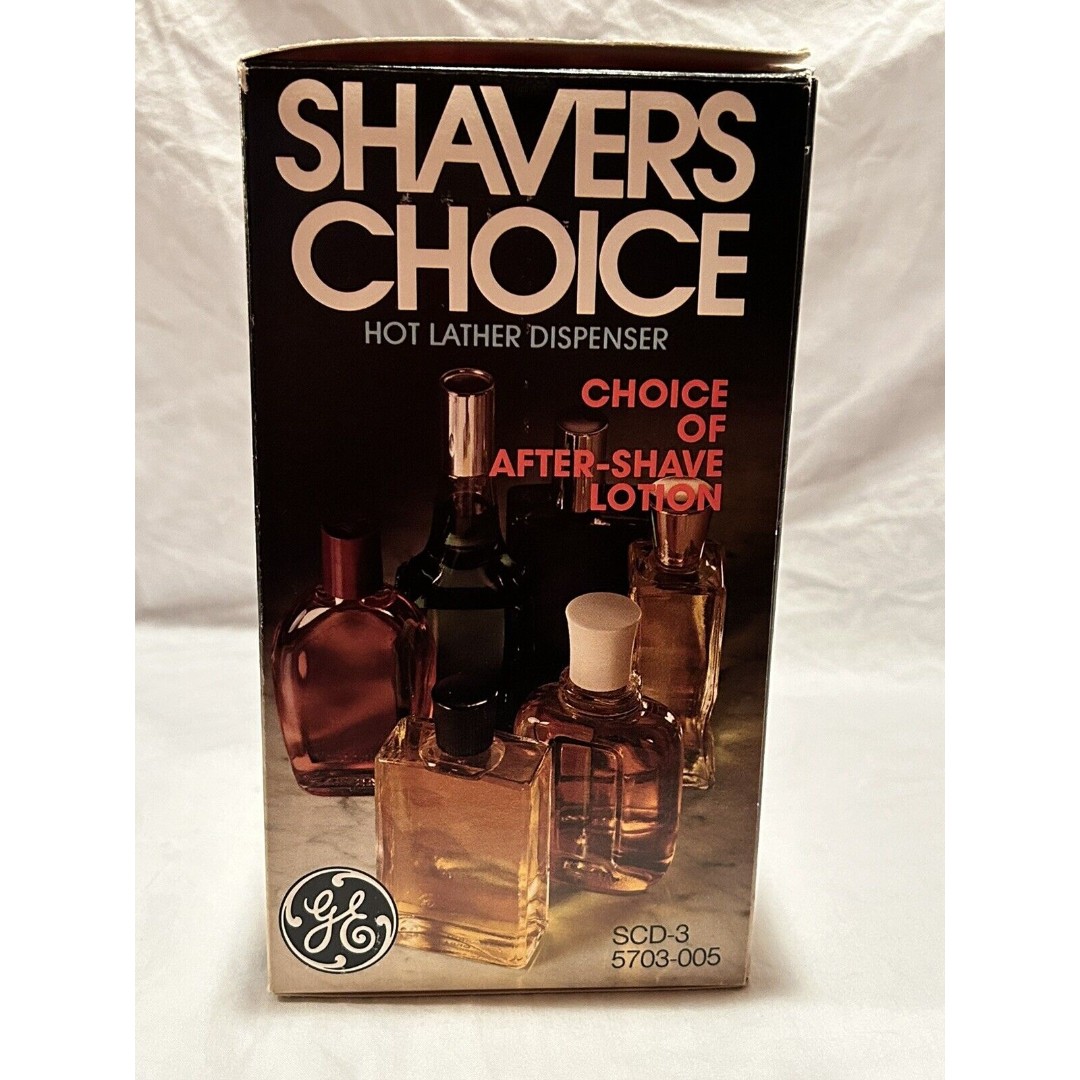 SHAVERS
CHOICE
HOT LATHER DISPENSER
CHOICE
OF
AFTER-SHAVE
LOTION
GE
SCD-3
5703-005